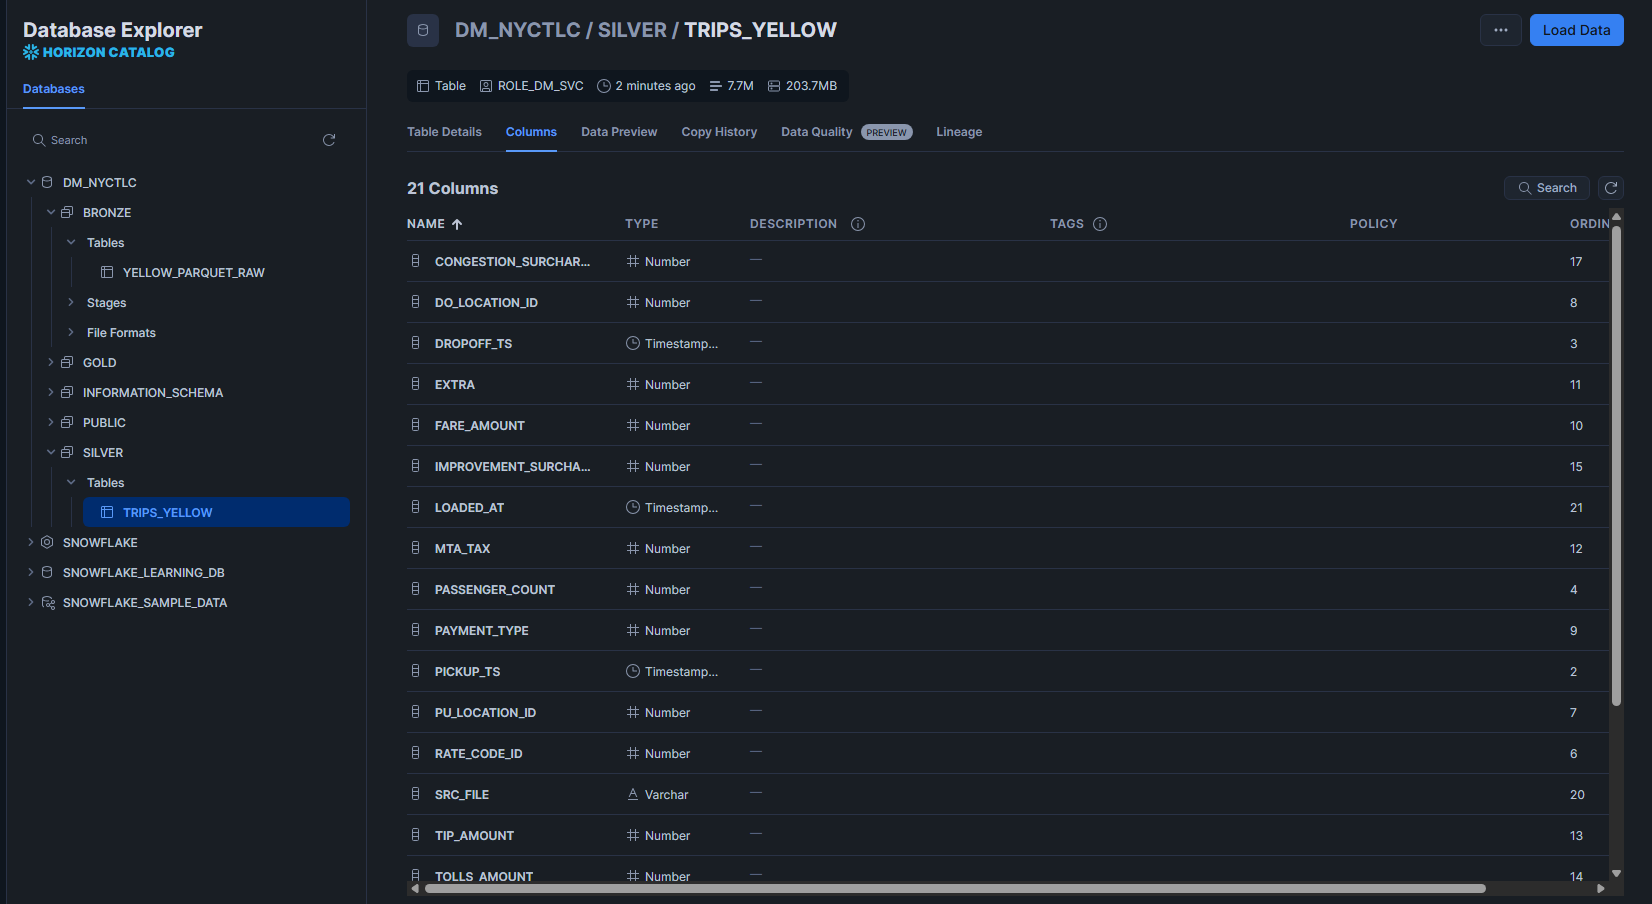 Database Explorer
HORIZON CATALOG
Databases
Search
DM_NYCTLC
BRONZE
Tables
YELLOW_PARQUET_RAW
Stages
File Formats
GOLD
INFORMATION_SCHEMA
PUBLIC
SILVER
Tables
TRIPS_YELLOW
SNOWFLAKE
SNOWFLAKE_LEARNING_DB
SNOWFLAKE_SAMPLE_DATA
DM_NYCTLC / SILVER / TRIPS_YELLOW
... Load Data
Table ROLE_DM_SVC 2 minutes ago 7.7M 203.7MB
Table Details Columns Data Preview Copy History Data Quality PREVIEW Lineage
21 Columns Search
NAME TYPE DESCRIPTION TAGS POLICY ORDIN
CONGESTION_SURCHAR... Number — 17
DO_LOCATION_ID Number — 8
DROPOFF_TS Timestamp... — 3
EXTRA Number — 11
FARE_AMOUNT Number — 10
IMPROVEMENT_SURCHA... Number — 15
LOADED_AT Timestamp... — 21
MTA_TAX Number — 12
PASSENGER_COUNT Number — 4
PAYMENT_TYPE Number — 9
PICKUP_TS Timestamp... — 2
PU_LOCATION_ID Number — 7
RATE_CODE_ID Number — 6
SRC_FILE Varchar — 20
TIP_AMOUNT Number — 13
TOLLS_AMOUNT Number — 14